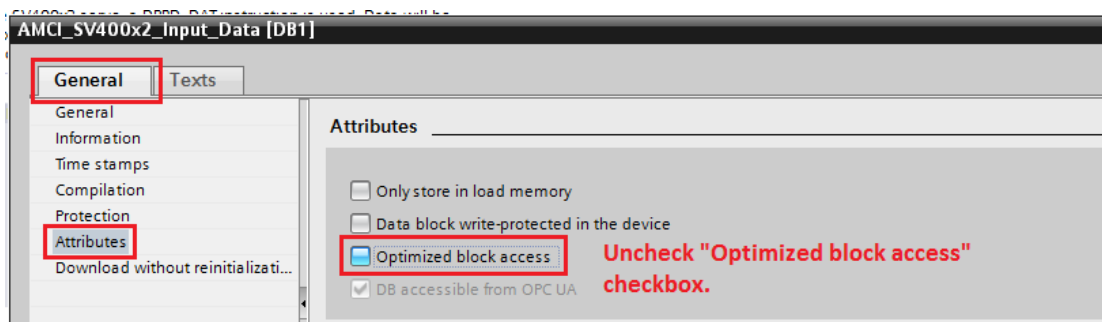 AMCI_SV400x2_Input_Data [DB1]
General Texts
General
Information
Time stamps
Compilation
Protection
Attributes
Download without reinitializati...
Attributes
Only store in load memory
Data block write-protected in the device
Optimized block access
DB accessible from OPC UA
Uncheck "Optimized block access"
checkbox.